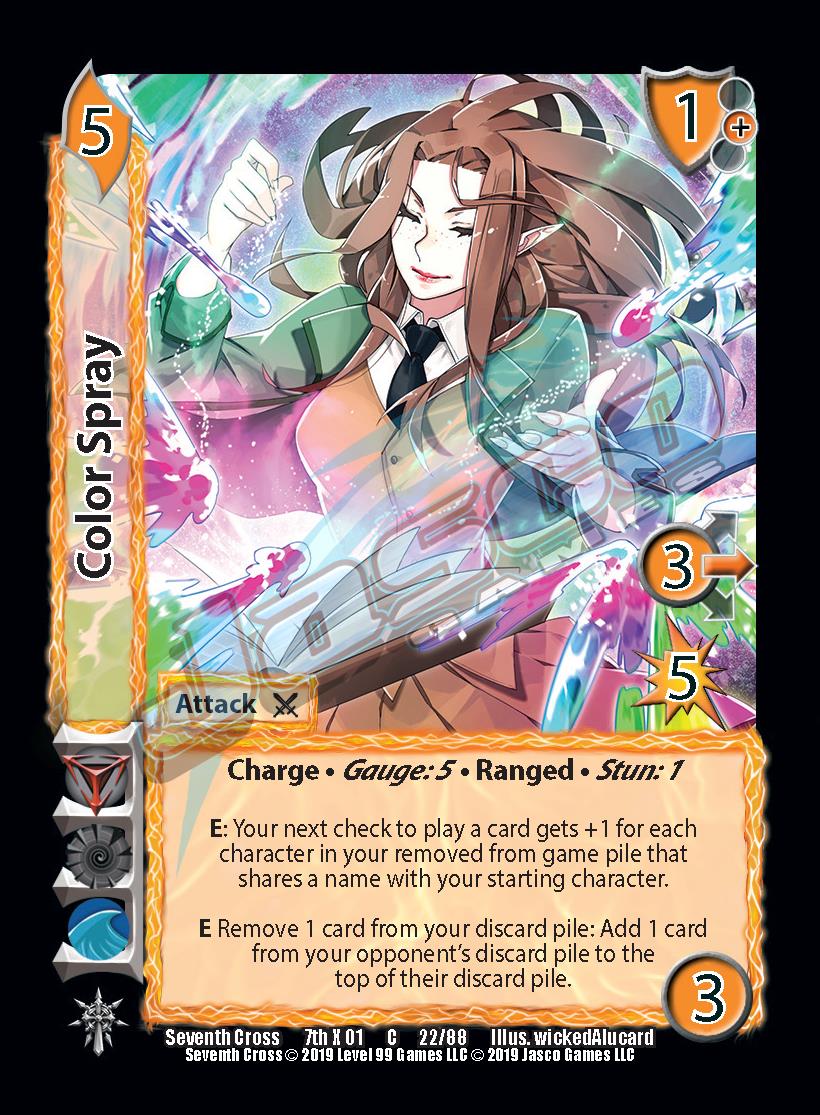 5
1
+
Color Spray
JASCO
GAMES
3
5
Attack
Charge • Gauge: 5 • Ranged • Stun: 1
E: Your next check to play a card gets +1 for each
character in your removed from game pile that
shares a name with your starting character.
E Remove 1 card from your discard pile: Add 1 card
from your opponent's discard pile to the
top of their discard pile.
3
Seventh Cross 7th X 01 C 22/88 Illus. wickedAlucard
Seventh Cross © 2019 Level 99 Games LLC © 2019 Jasco Games LLC